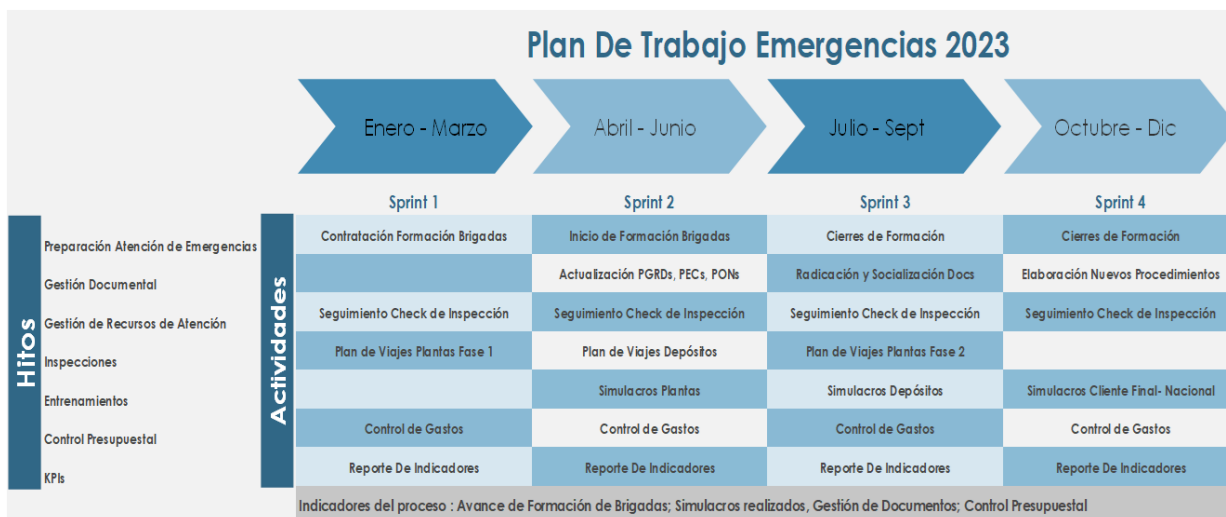 Plan De Trabajo Emergencias 2023
Enero - Marzo
Abril - Junio
Julio - Sept
Octubre - Dic
Sprint 1
Sprint 2
Sprint 3
Sprint 4
Hitos
Actividades
Preparación Atención de Emergencias
Contratación Formación Brigadas
Inicio de Formación Brigadas
Cierres de Formación
Cierres de Formación
Gestión Documental
Actualización PGRDs, PECs, PONs
Radicación y Socialización Docs
Elaboración Nuevos Procedimientos
Gestión de Recursos de Atención
Seguimiento Check de Inspección
Seguimiento Check de Inspección
Seguimiento Check de Inspección
Seguimiento Check de Inspección
Inspecciones
Plan de Viajes Plantas Fase 1
Plan de Viajes Depósitos
Plan de Viajes Plantas Fase 2
Entrenamientos
Simulacros Plantas
Simulacros Depósitos
Simulacros Cliente Final- Nacional
Control Presupuestal
Control de Gastos
Control de Gastos
Control de Gastos
Control de Gastos
KPIs
Reporte De Indicadores
Reporte De Indicadores
Reporte De Indicadores
Reporte De Indicadores
Indicadores del proceso : Avance de Formación de Brigadas; Simulacros realizados, Gestión de Documentos; Control Presupuestal